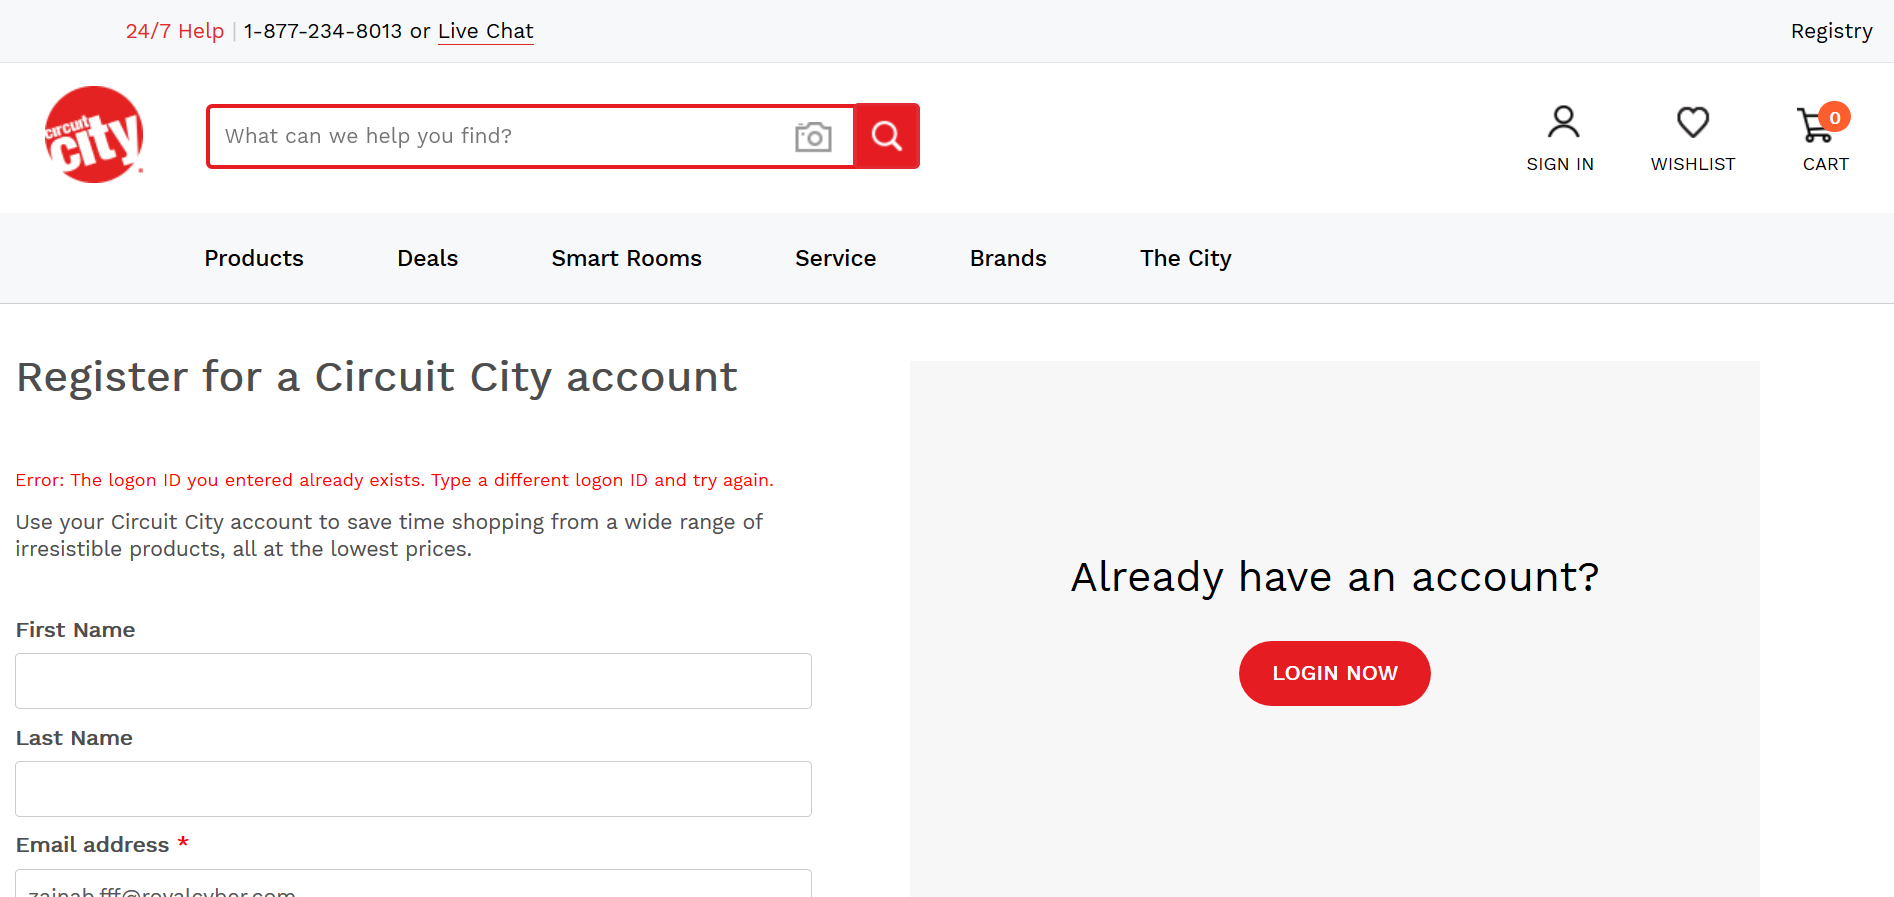 24/7 Help | 1-877-234-8013 or Live Chat
Registry
circuit
city
What can we help you find?
0
SIGN IN
WISHLIST
CART
Products
Deals
Smart Rooms
Service
Brands
The City
Register for a Circuit City account
Error: The logon ID you entered already exists. Type a different logon ID and try again.
Use your Circuit City account to save time shopping from a wide range of
irresistible products, all at the lowest prices.
Already have an account?
LOGIN NOW
First Name
Last Name
Email address *
zainab.fff@royalcyber.com